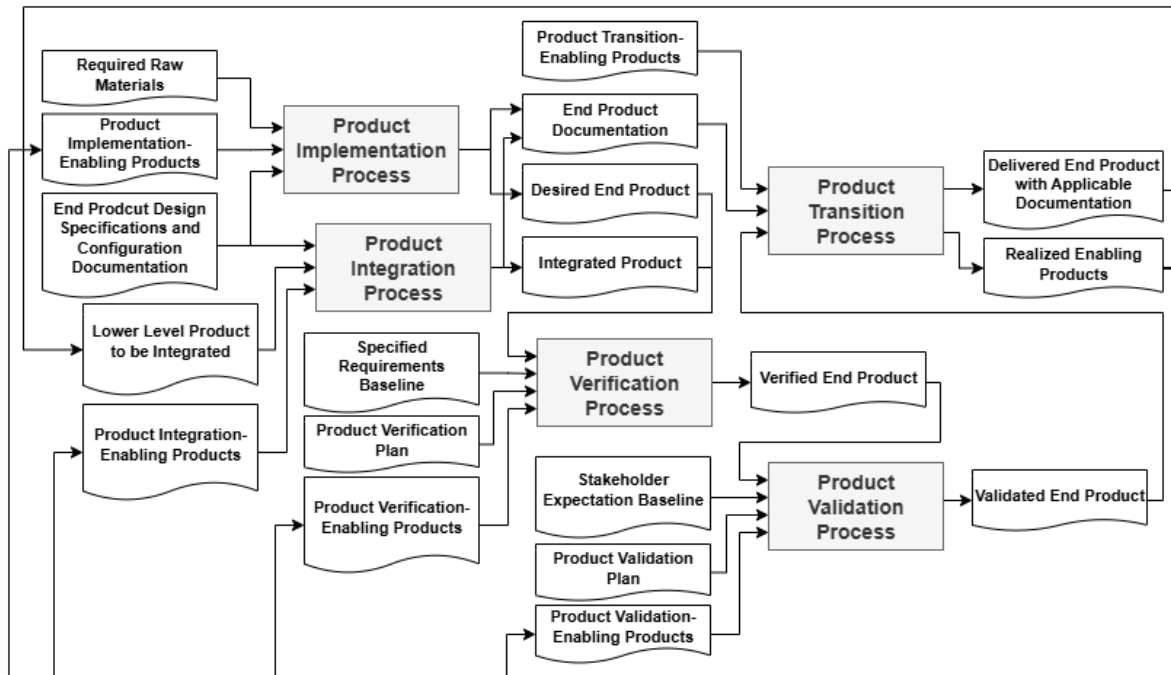 Required Raw
Materials
Product
Implementation-
Enabling Products
End Prodcut Design
Specifications and
Configuration
Documentation
Lower Level Product
to be Integrated
Product Integration-
Enabling Products
Product
Implementation
Process
Product
Integration
Process
Product Transition-
Enabling Products
End Product
Documentation
Desired End Product
Integrated Product
Specified
Requirements
Baseline
Product Verification
Plan
Product Verification-
Enabling Products
Product
Verification
Process
Verified End Product
Stakeholder
Expectation Baseline
Product Validation
Plan
Product Validation-
Enabling Products
Product
Validation
Process
Validated End Product
Product
Transition
Process
Delivered End Product
with Applicable
Documentation
Realized Enabling
Products